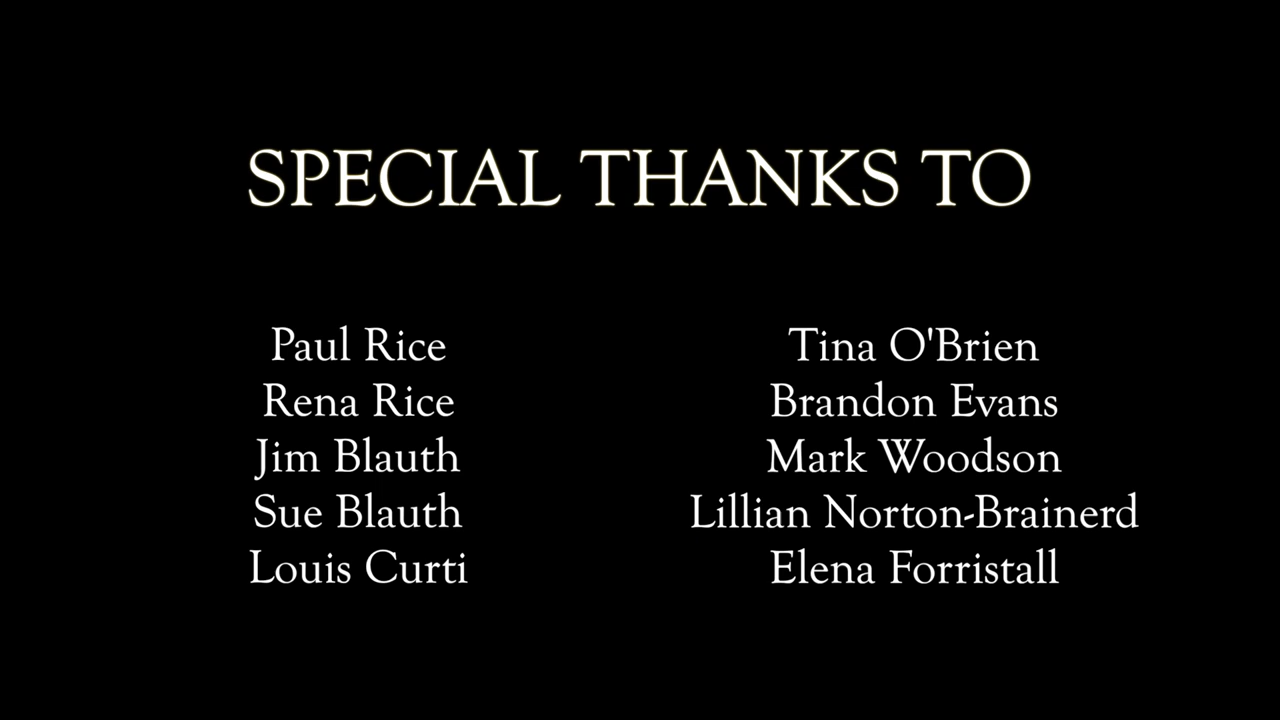 SPECIAL THANKS TO
Paul Rice
Rena Rice
Jim Blauth
Sue Blauth
Louis Curti
Tina O'Brien
Brandon Evans
Mark Woodson
Lillian Norton-Brainerd
Elena Forristall